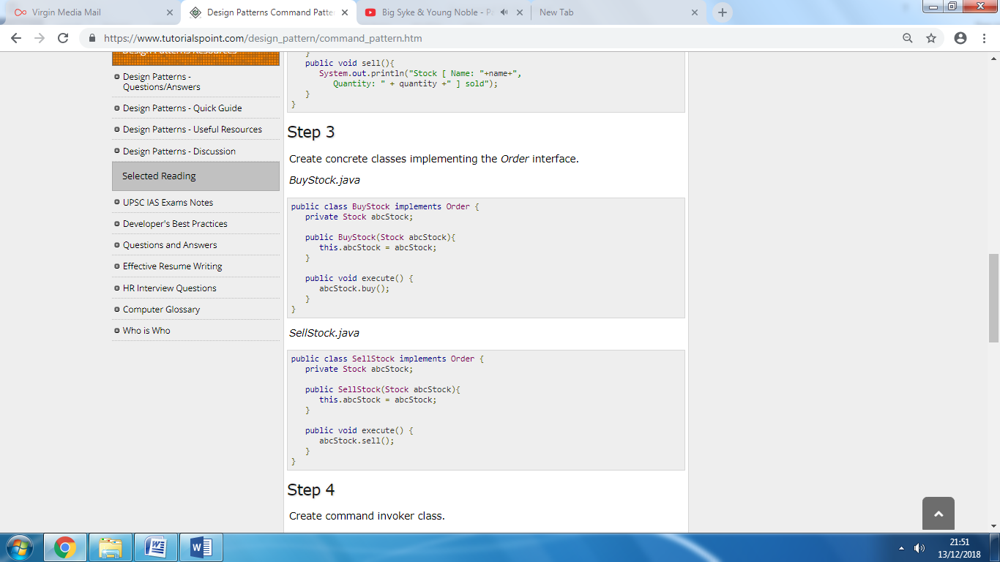 Virgin Media Mail
Design Patterns Command Patte
Big Syke & Young Noble - Pa
New Tab
https://www.tutorialspoint.com/design_pattern/command_pattern.htm
Design Patterns Resources
Design Patterns -
Questions/Answers
Design Patterns - Quick Guide
Design Patterns - Useful Resources
Design Patterns - Discussion
Selected Reading
UPSC IAS Exams Notes
Developer's Best Practices
Questions and Answers
Effective Resume Writing
HR Interview Questions
Computer Glossary
Who is Who
}
public void sell(){
System.out.println("Stock [ Name: "+name+",
Quantity: " + quantity +" ] sold");
}
}
Step 3
Create concrete classes implementing the Order interface.
BuyStock.java
public class BuyStock implements Order {
private Stock abcStock;
public BuyStock(Stock abcStock){
this.abcStock = abcStock;
}
public void execute() {
abcStock.buy();
}
}
SellStock.java
public class SellStock implements Order {
private Stock abcStock;
public SellStock(Stock abcStock){
this.abcStock = abcStock;
}
public void execute() {
abcStock.sell();
}
}
Step 4
Create command invoker class.
21:51
13/12/2018